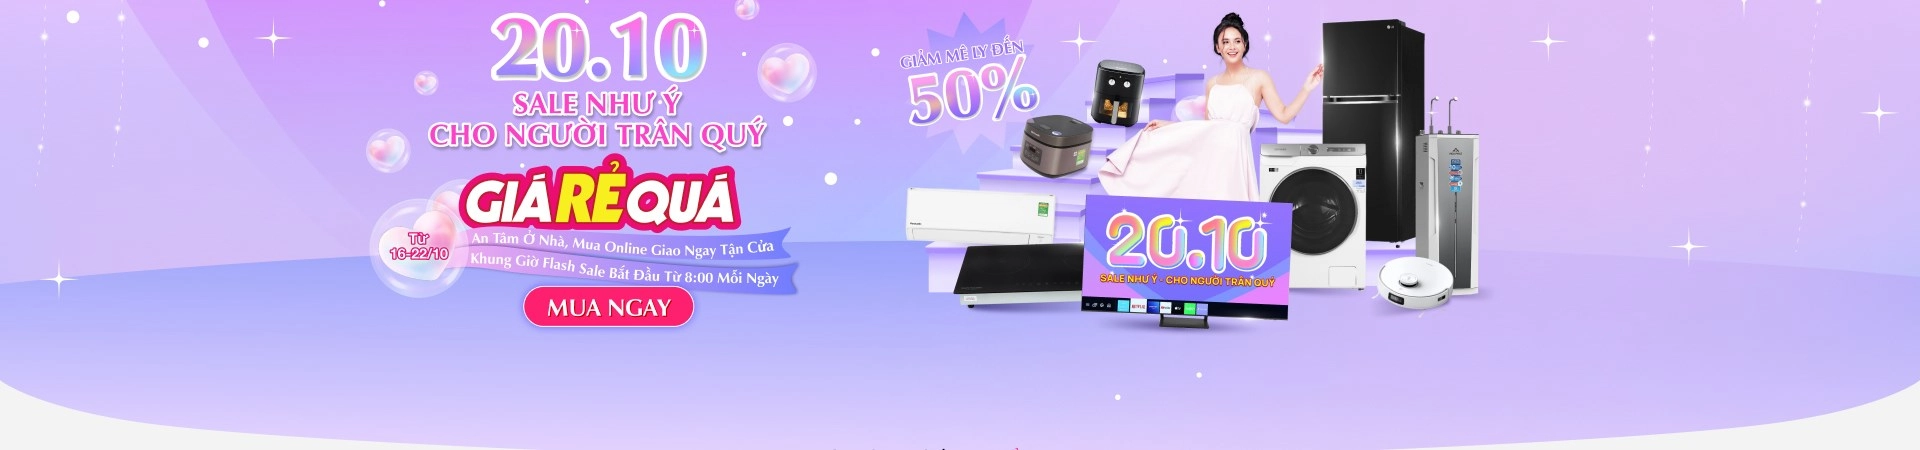 20.10
SALE NHƯ Ý
CHO NGƯỜI TRÂN QUÝ
GIÁ RẺ QUÁ
Từ
16-22/10
An Tâm Ở Nhà, Mua Online Giao Ngay Tận Cửa
Khung Giờ Flash Sale Bắt Đầu Từ 8:00 Mỗi Ngày
MUA NGAY
GIẢM MÊ LY ĐẾN
50%
20.10
SALE NHƯ Ý - CHO NGƯỜI TRÂN QUÝ